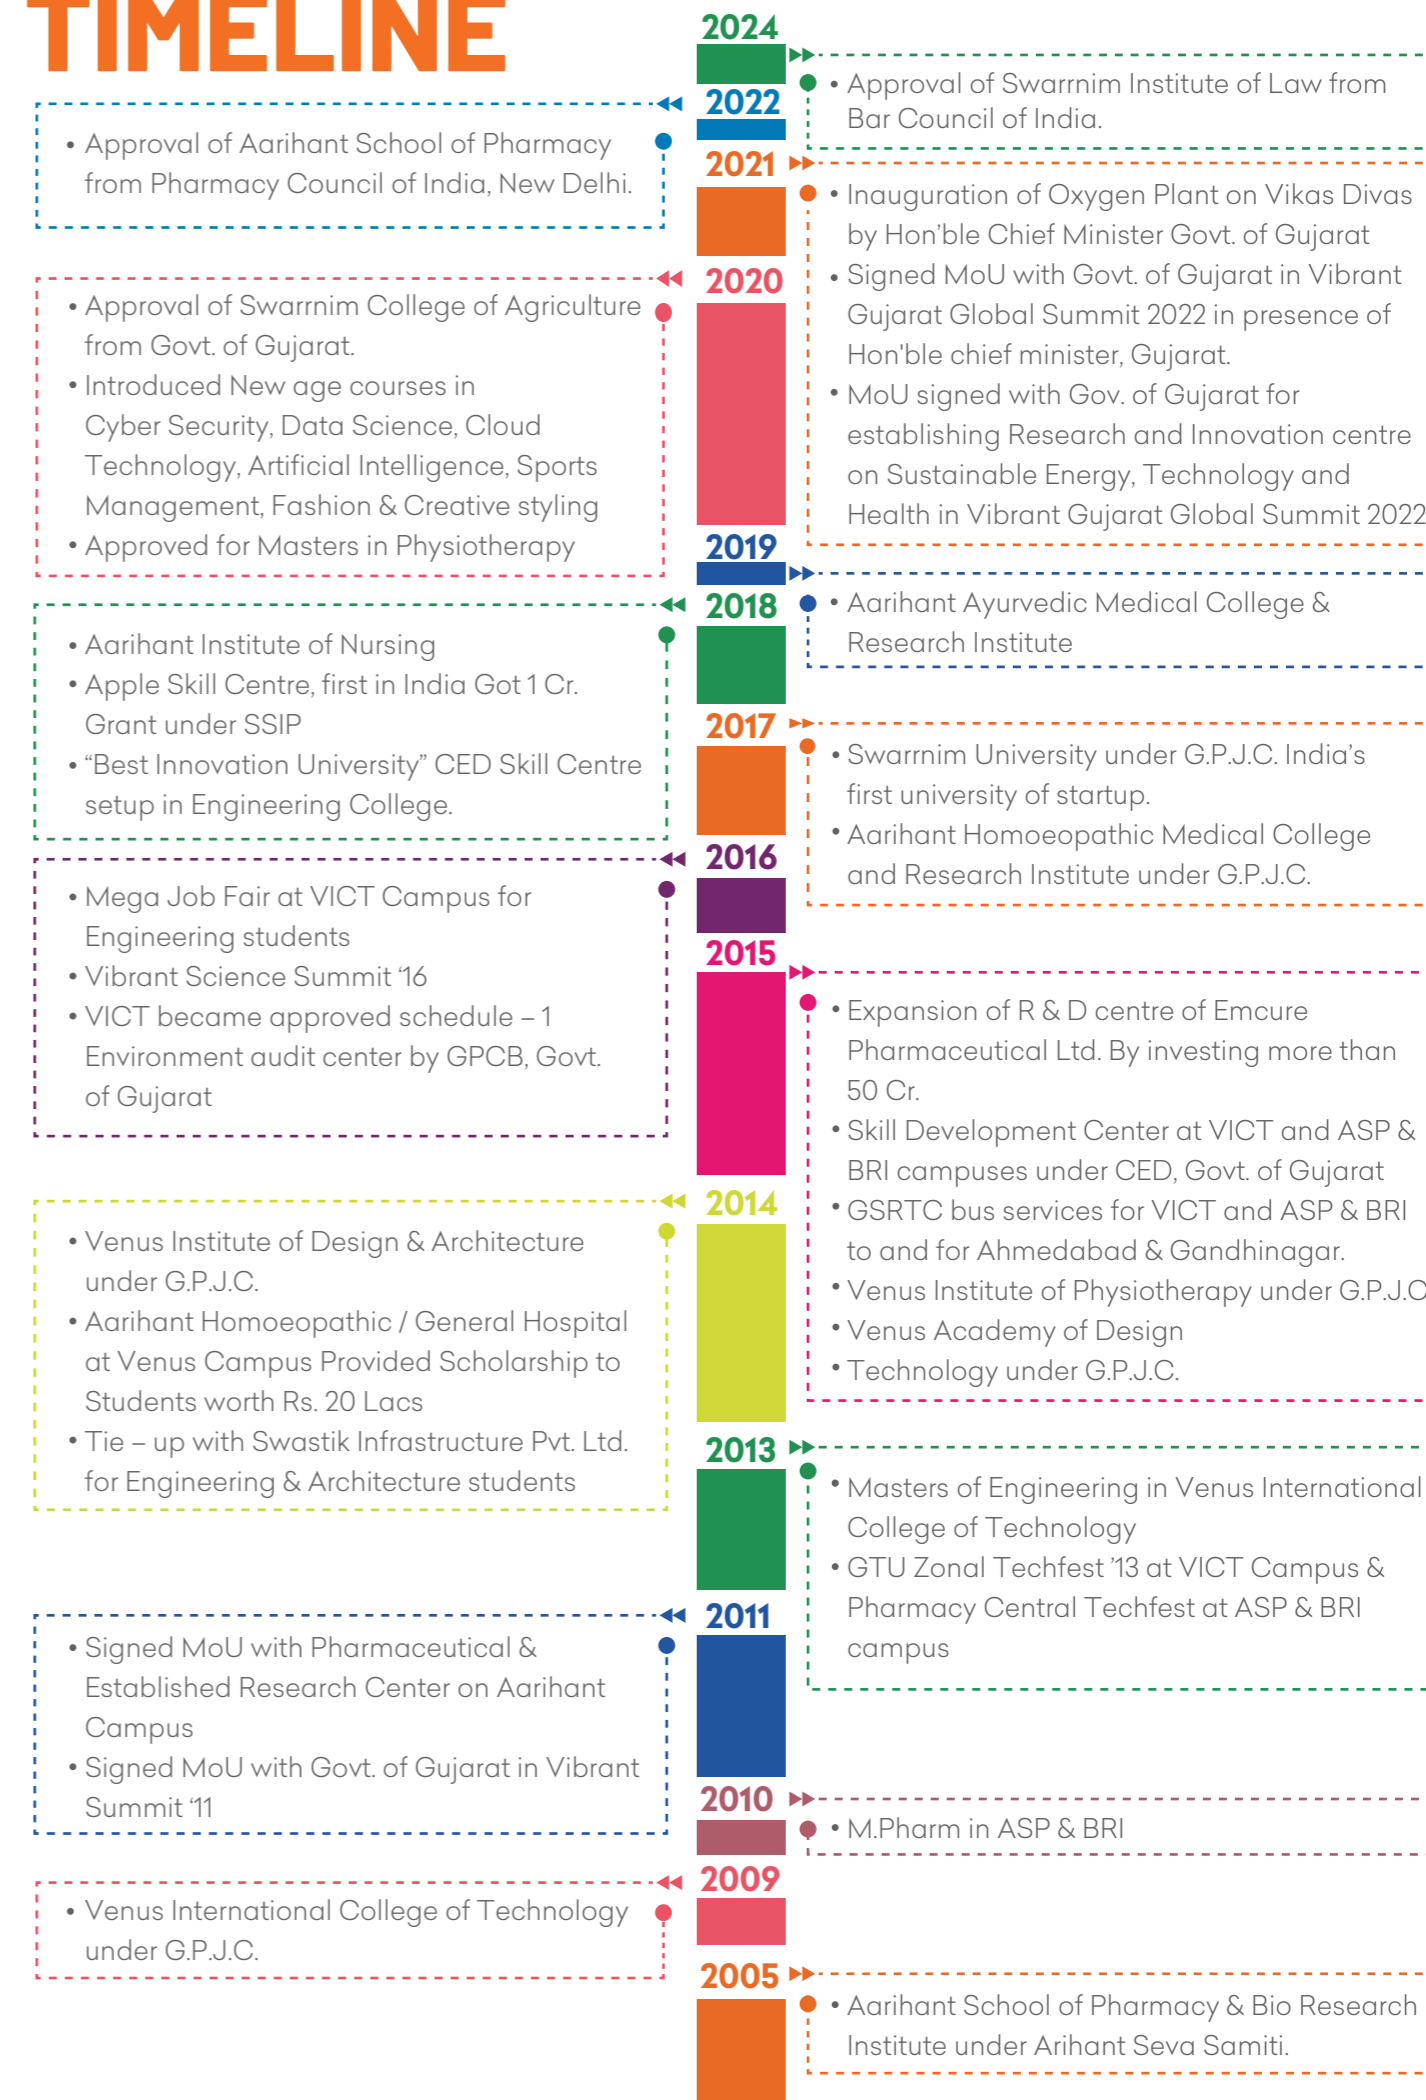 TIMELINE
2024
• Approval of Swarrnim Institute of Law from
Bar Council of India.
2022
• Approval of Aarihant School of Pharmacy
from Pharmacy Council of India, New Delhi.
2021
• Inauguration of Oxygen Plant on Vikas Divas
by Hon’ble Chief Minister Govt. of Gujarat
• Signed MoU with Govt. of Gujarat in Vibrant
Gujarat Global Summit 2022 in presence of
Hon'ble chief minister, Gujarat.
• MoU signed with Gov. of Gujarat for
establishing Research and Innovation centre
on Sustainable Energy, Technology and
Health in Vibrant Gujarat Global Summit 2022
2020
• Approval of Swarrnim College of Agriculture
from Govt. of Gujarat.
• Introduced New age courses in
Cyber Security, Data Science, Cloud
Technology, Artificial Intelligence, Sports
Management, Fashion & Creative styling
• Approved for Masters in Physiotherapy
2019
• Aarihant Ayurvedic Medical College &
Research Institute
2018
• Aarihant Institute of Nursing
• Apple Skill Centre, first in India Got 1 Cr.
Grant under SSIP
• “Best Innovation University” CED Skill Centre
setup in Engineering College.
2017
• Swarrnim University under G.P.J.C. India’s
first university of startup.
• Aarihant Homoeopathic Medical College
and Research Institute under G.P.J.C.
2016
• Mega Job Fair at VICT Campus for
Engineering students
• Vibrant Science Summit ‘16
• VICT became approved schedule – 1
Environment audit center by GPCB, Govt.
of Gujarat
2015
• Expansion of R & D centre of Emcure
Pharmaceutical Ltd. By investing more than
50 Cr.
• Skill Development Center at VICT and ASP &
BRI campuses under CED, Govt. of Gujarat
• GSRTC bus services for VICT and ASP & BRI
to and for Ahmedabad & Gandhinagar.
• Venus Institute of Physiotherapy under G.P.J.C
• Venus Academy of Design
• Technology under G.P.J.C.
2014
• Venus Institute of Design & Architecture
under G.P.J.C.
• Aarihant Homoeopathic / General Hospital
at Venus Campus Provided Scholarship to
Students worth Rs. 20 Lacs
• Tie – up with Swastik Infrastructure Pvt. Ltd.
for Engineering & Architecture students
2013
• Masters of Engineering in Venus International
College of Technology
• GTU Zonal Techfest ’13 at VICT Campus &
Pharmacy Central Techfest at ASP & BRI
campus
2011
• Signed MoU with Pharmaceutical &
Established Research Center on Aarihant
Campus
• Signed MoU with Govt. of Gujarat in Vibrant
Summit ‘11
2010
• M.Pharm in ASP & BRI
2009
• Venus International College of Technology
under G.P.J.C.
2005
• Aarihant School of Pharmacy & Bio Research
Institute under Arihant Seva Samiti.